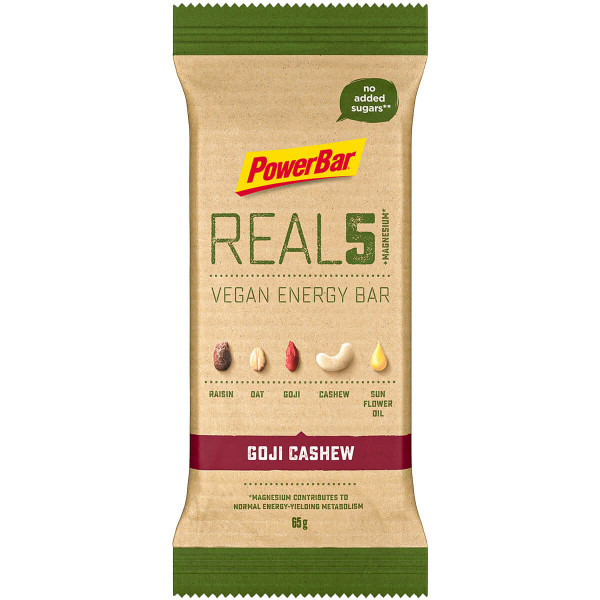 no
added
sugars**
PowerBar
REAL5
+MAGNESIUM*
VEGAN ENERGY BAR
RAISIN OAT GOJI CASHEW SUN
FLOWER
OIL
GOJI CASHEW
*MAGNESIUM CONTRIBUTES TO
NORMAL ENERGY-YIELDING METABOLISM
65g